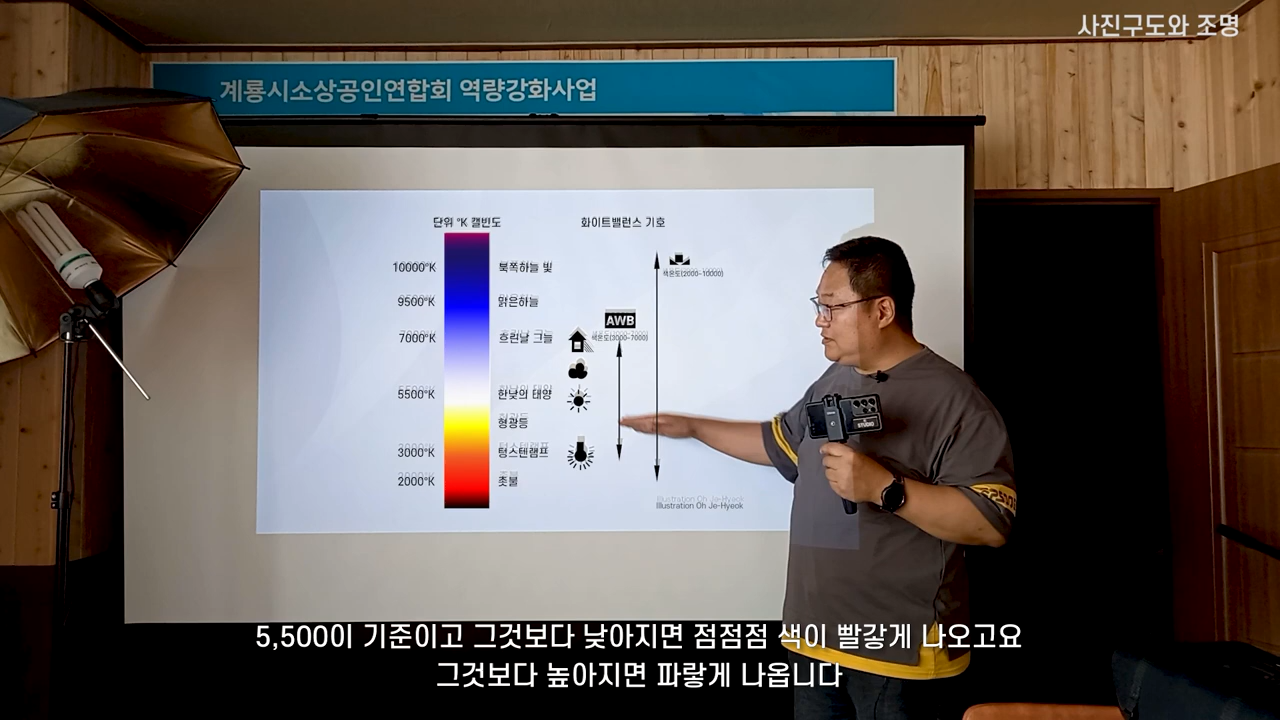 사진구도와 조명
계룡시소상공인연합회 역량강화사업
단위 °K 캘빈도
화이트밸런스 기호
10000°K 북쪽하늘 빛
색온도(2000-10000)
9500°K 맑은하늘
AWB
7000°K 흐린날 그늘
색온도(3000-7000)
5500°K 한낮의 태양
형광등
3000°K 텅스텐램프
2000°K 촛불
Illustration Oh Je-Hyeok
STUDIO
5,500이 기준이고 그것보다 낮아지면 점점점 색이 빨갛게 나오고요
그것보다 높아지면 파랗게 나옵니다